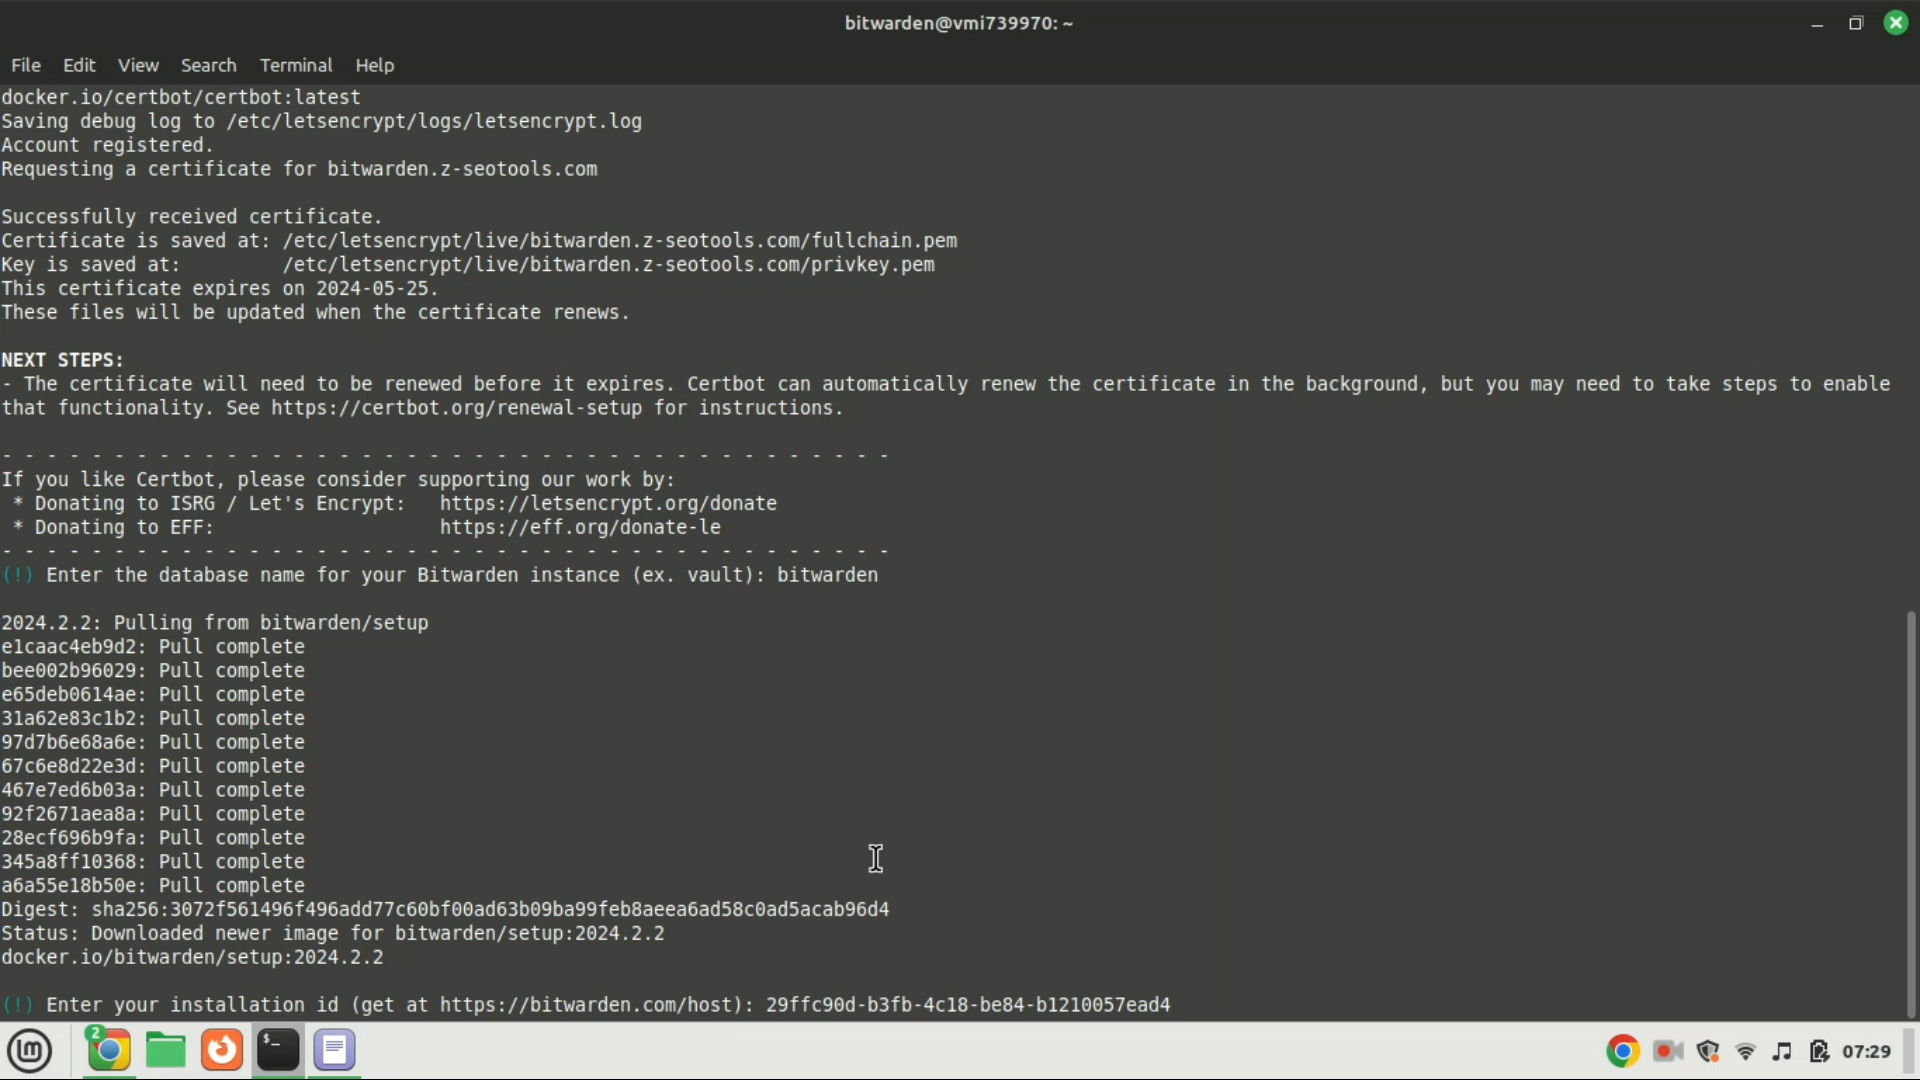 bitwarden@vmi739970: ~
File Edit View Search Terminal Help
docker.io/certbot/certbot:latest
Saving debug log to /etc/letsencrypt/logs/letsencrypt.log
Account registered.
Requesting a certificate for bitwarden.z-seotools.com
Successfully received certificate.
Certificate is saved at: /etc/letsencrypt/live/bitwarden.z-seotools.com/fullchain.pem
Key is saved at:         /etc/letsencrypt/live/bitwarden.z-seotools.com/privkey.pem
This certificate expires on 2024-05-25.
These files will be updated when the certificate renews.
NEXT STEPS:
- The certificate will need to be renewed before it expires. Certbot can automatically renew the certificate in the background, but you may need to take steps to enable
that functionality. See https://certbot.org/renewal-setup for instructions.
- - - - - - - - - - - - - - - - - - - - - - - - - - - - - - - - - - - - - - - -
If you like Certbot, please consider supporting our work by:
 * Donating to ISRG / Let's Encrypt:   https://letsencrypt.org/donate
 * Donating to EFF:                    https://eff.org/donate-le
- - - - - - - - - - - - - - - - - - - - - - - - - - - - - - - - - - - - - - - -
(!) Enter the database name for your Bitwarden instance (ex. vault): bitwarden
2024.2.2: Pulling from bitwarden/setup
e1caac4eb9d2: Pull complete
bee002b96029: Pull complete
e65deb0614ae: Pull complete
31a62e83c1b2: Pull complete
97d7b6e68a6e: Pull complete
67c6e8d22e3d: Pull complete
467e7ed6b03a: Pull complete
92f2671aea8a: Pull complete
28ecf696b9fa: Pull complete
345a8ff10368: Pull complete
a6a55e18b50e: Pull complete
Digest: sha256:3072f561496f496add77c60bf00ad63b09ba99feb8aeea6ad58c0ad5acab96d4
Status: Downloaded newer image for bitwarden/setup:2024.2.2
docker.io/bitwarden/setup:2024.2.2
(!) Enter your installation id (get at https://bitwarden.com/host): 29ffc90d-b3fb-4c18-be84-b1210057ead4
2
$_
07:29